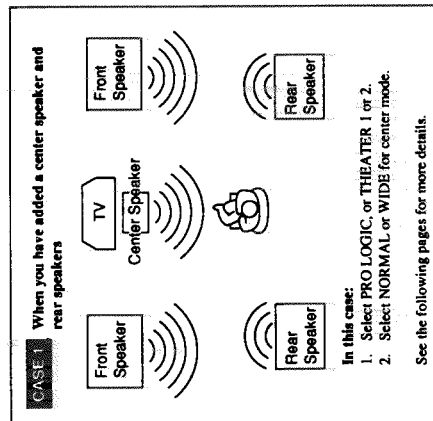 CASE 1 When you have added a center speaker and
rear speakers
Front
Speaker
TV
Center Speaker
Front
Speaker
Rear
Speaker
Rear
Speaker
In this case:
1. Select PRO LOGIC, or THEATER 1 or 2.
2. Select NORMAL or WIDE for center mode.
See the following pages for more details.